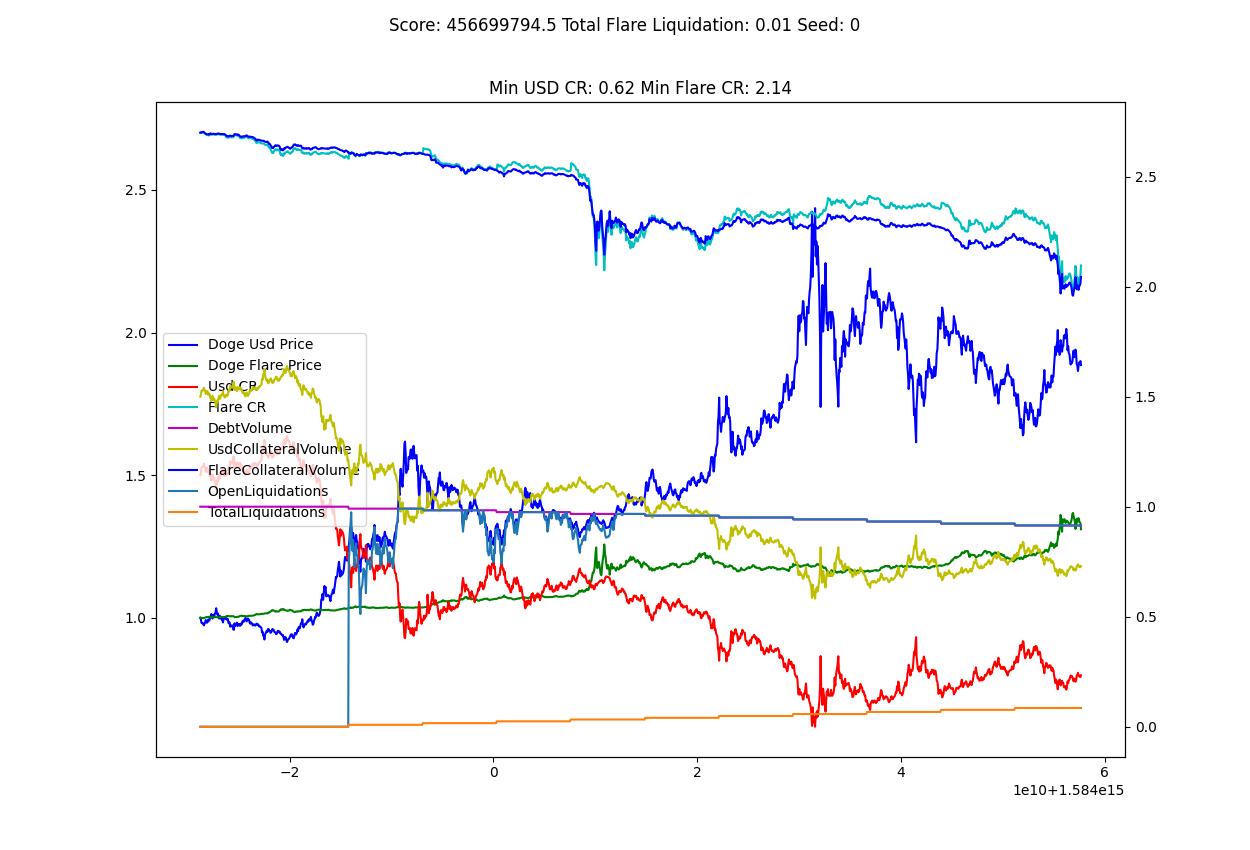 Score: 456699794.5 Total Flare Liquidation: 0.01 Seed: 0
Min USD CR: 0.62 Min Flare CR: 2.14
2.5
2.0
1.5
1.0
Doge Usd Price
Doge Flare Price
Usd CR
Flare CR
DebtVolume
UsdCollateralVolume
FlareCollateralVolume
OpenLiquidations
TotalLiquidations
2.5
2.0
1.5
1.0
0.5
0.0
−2
0
2
4
6
1e10+1.584e15